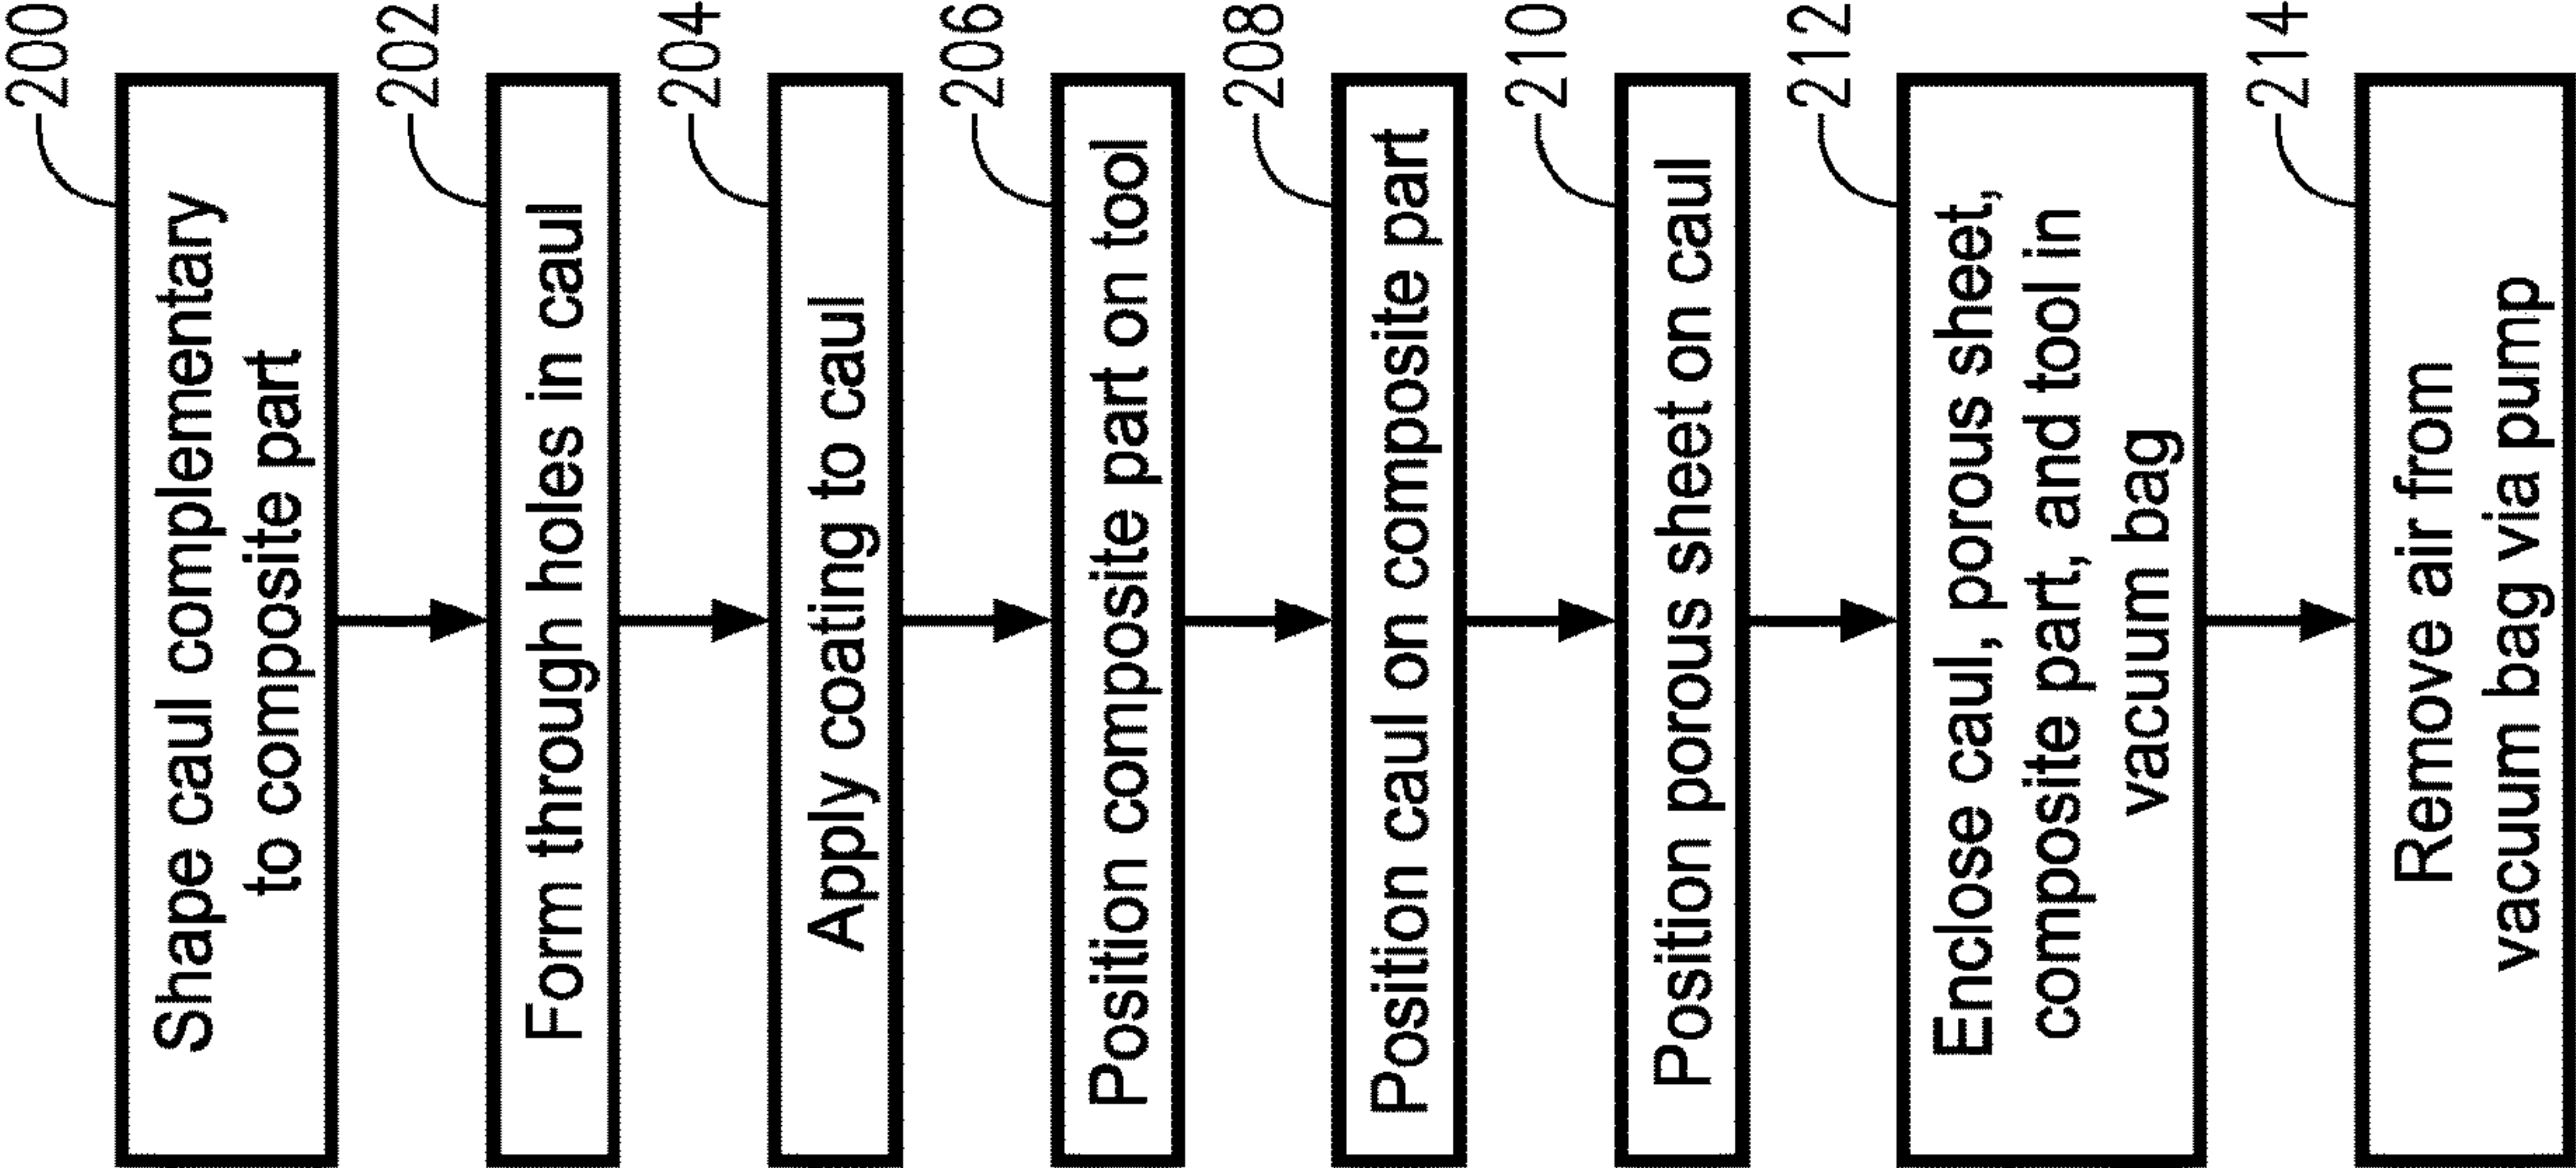 200
Shape caul complementary
to composite part
202
Form through holes in caul
204
Apply coating to caul
206
Position composite part on tool
208
Position caul on composite part
210
Position porous sheet on caul
212
Enclose caul, porous sheet,
composite part, and tool in
vacuum bag
214
Remove air from
vacuum bag via pump